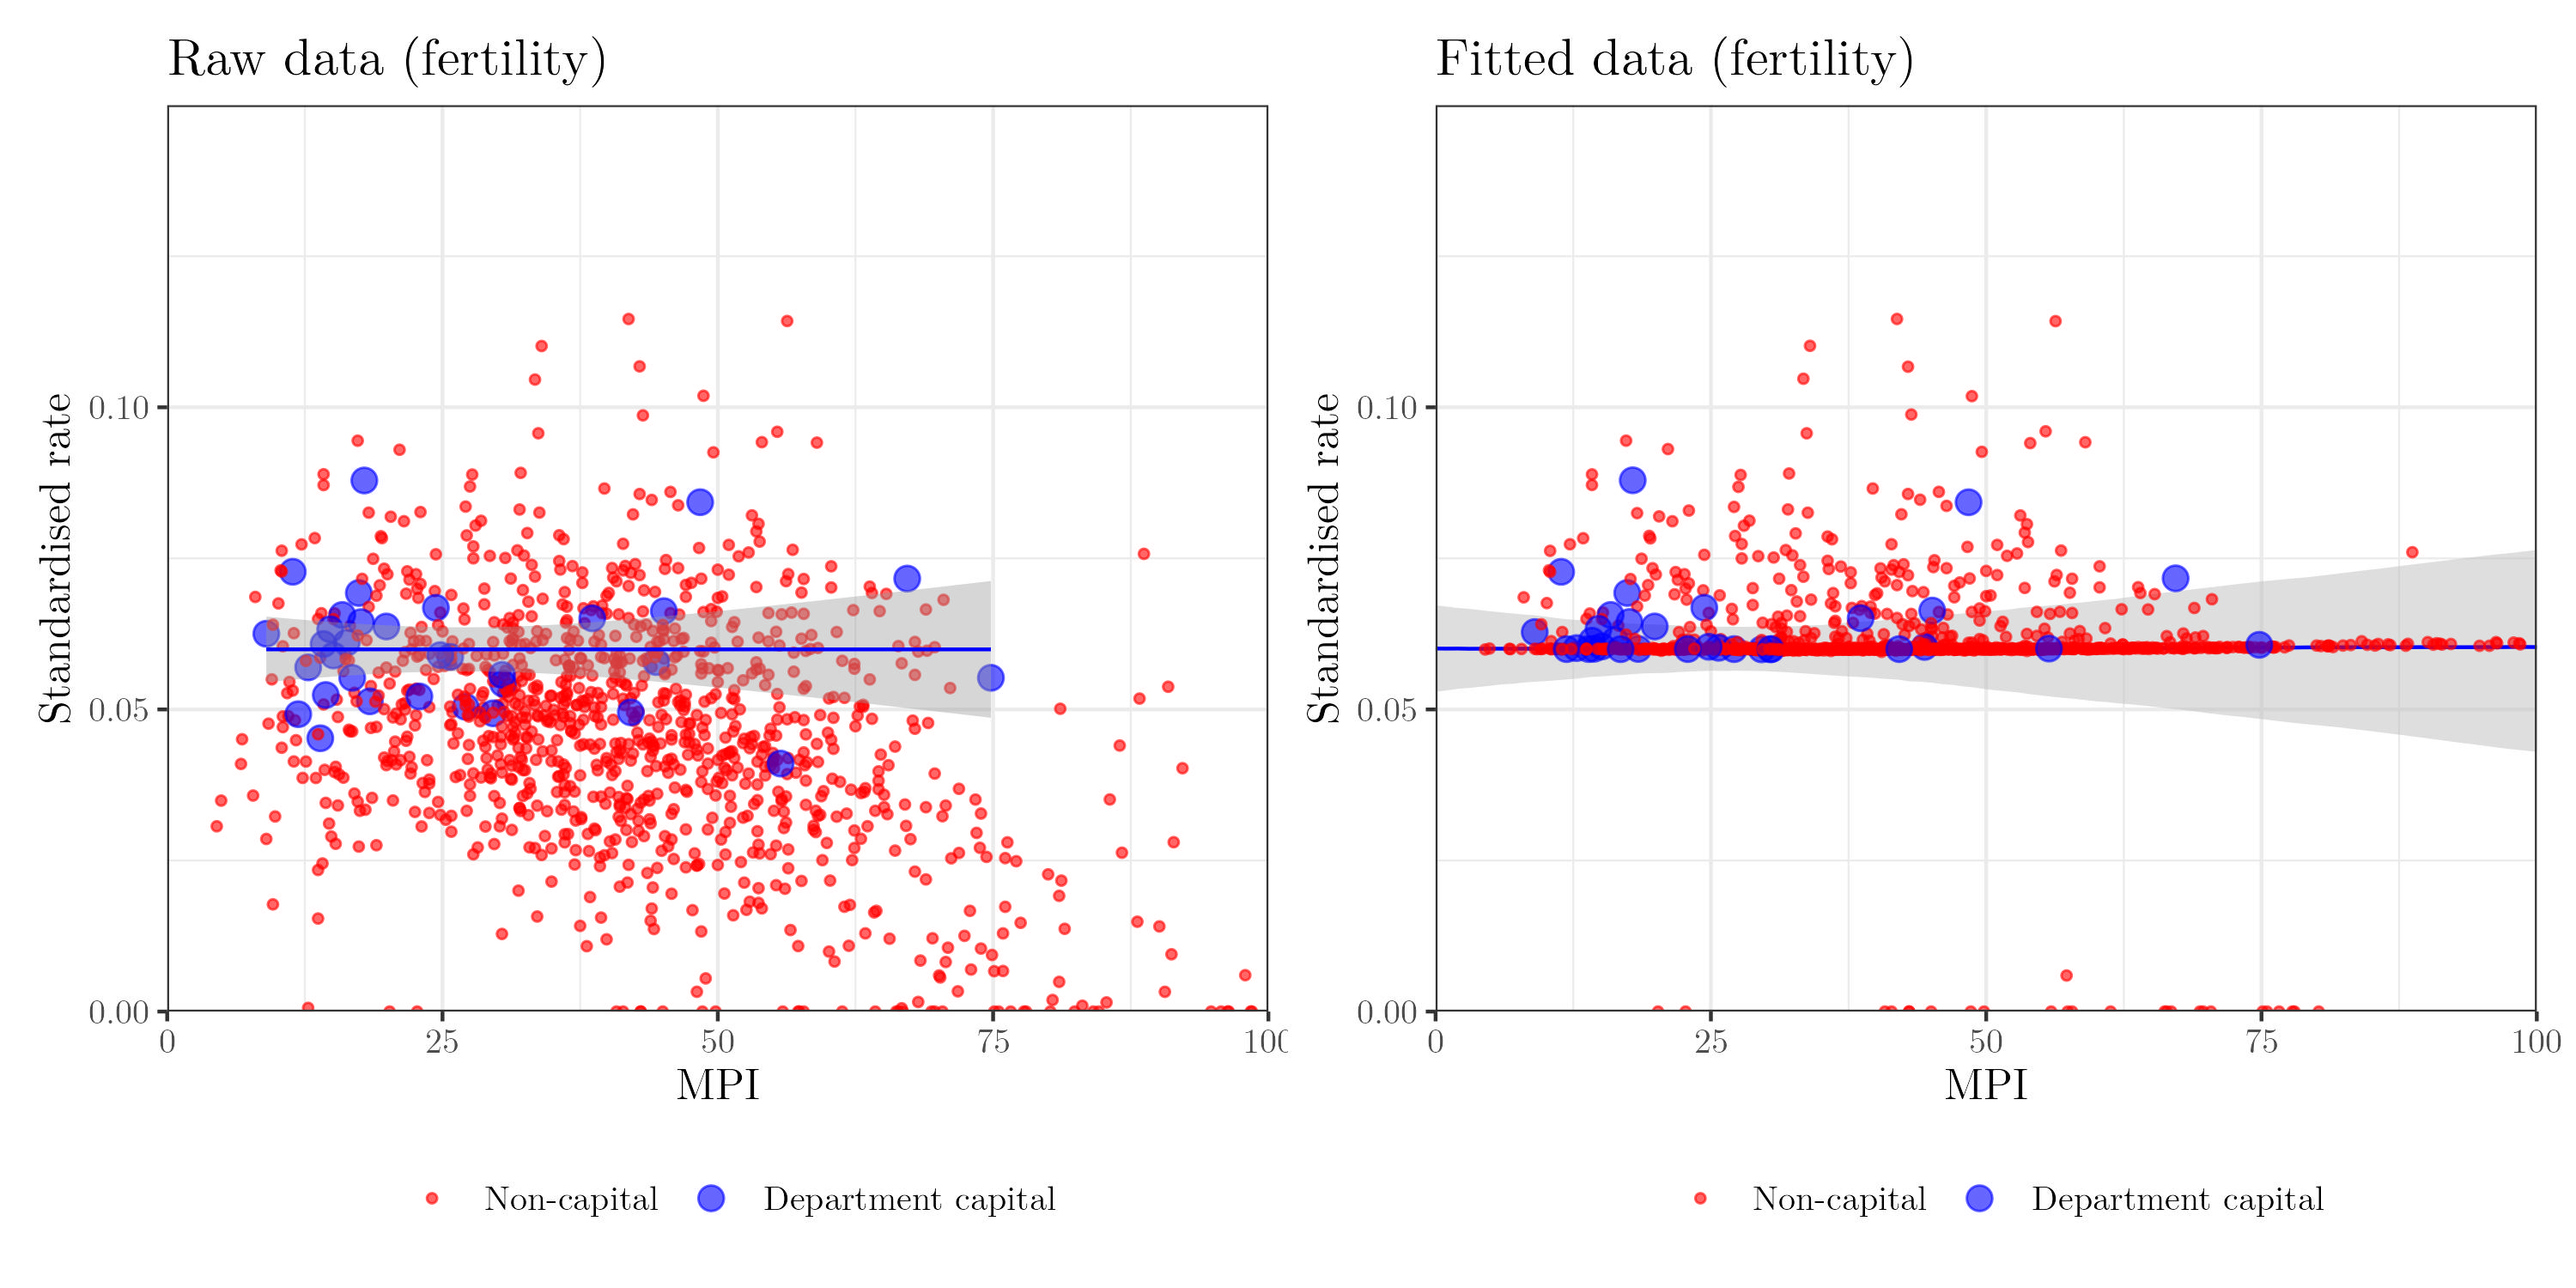 Raw data (fertility)
Standardised rate
0.10
0.05
0.00
0
25
50
75
100
MPI
Non-capital
Department capital
Fitted data (fertility)
Standardised rate
0.10
0.05
0.00
0
25
50
75
100
MPI
Non-capital
Department capital